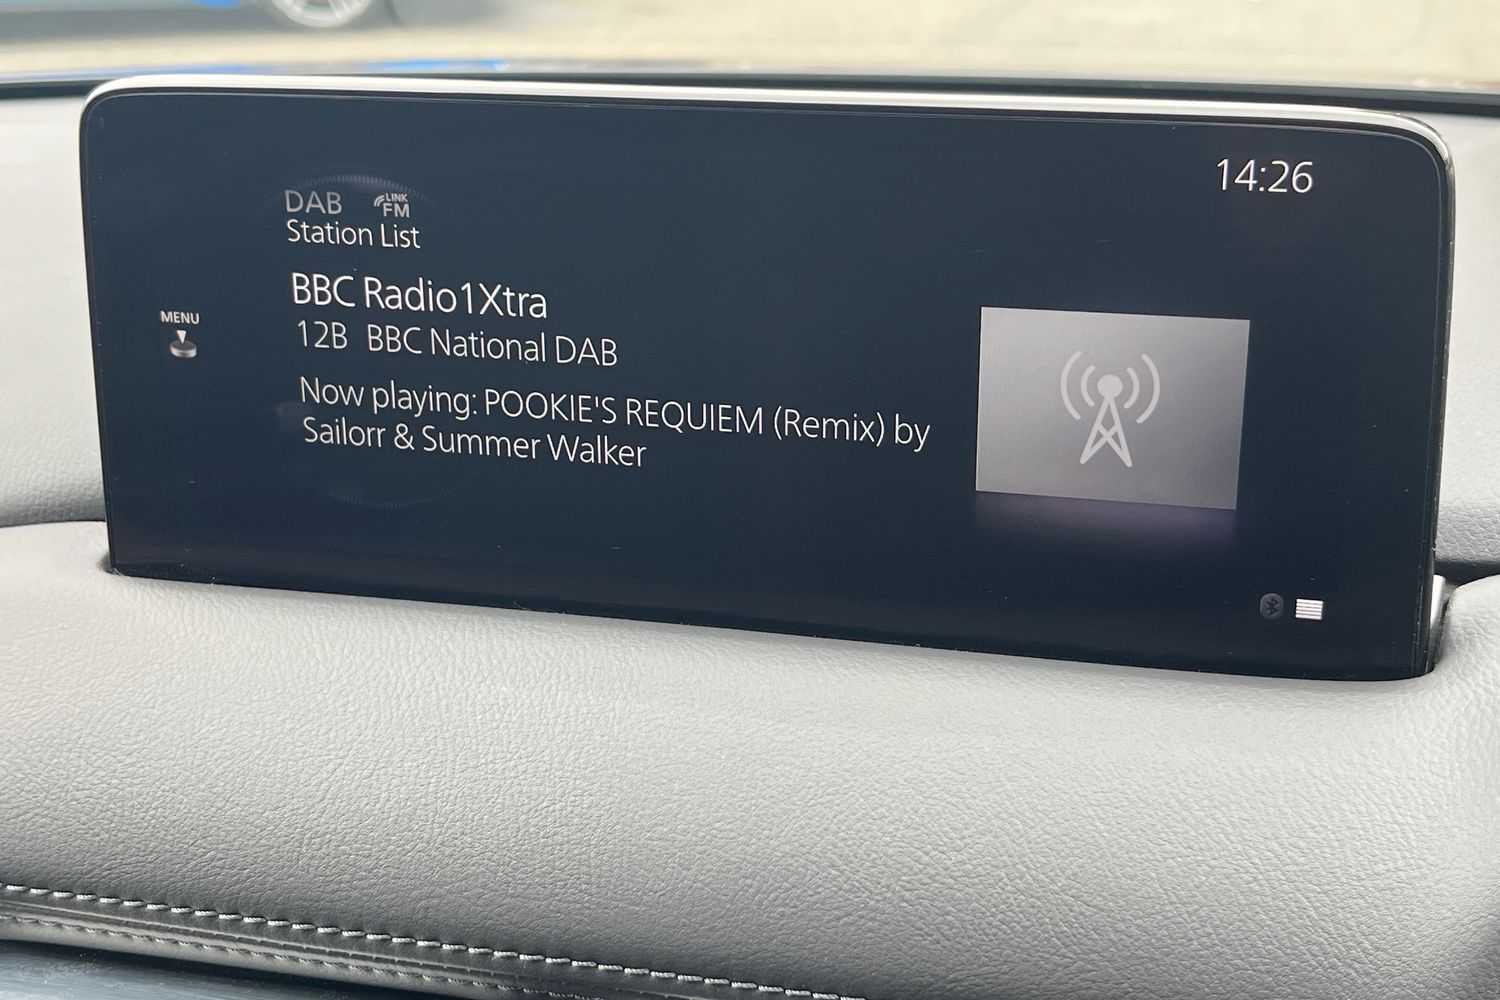 14:26
DAB LINK FM
Station List
BBC Radio1Xtra
MENU
12B BBC National DAB
Now playing: POOKIE'S REQUIEM (Remix) by
Sailorr & Summer Walker